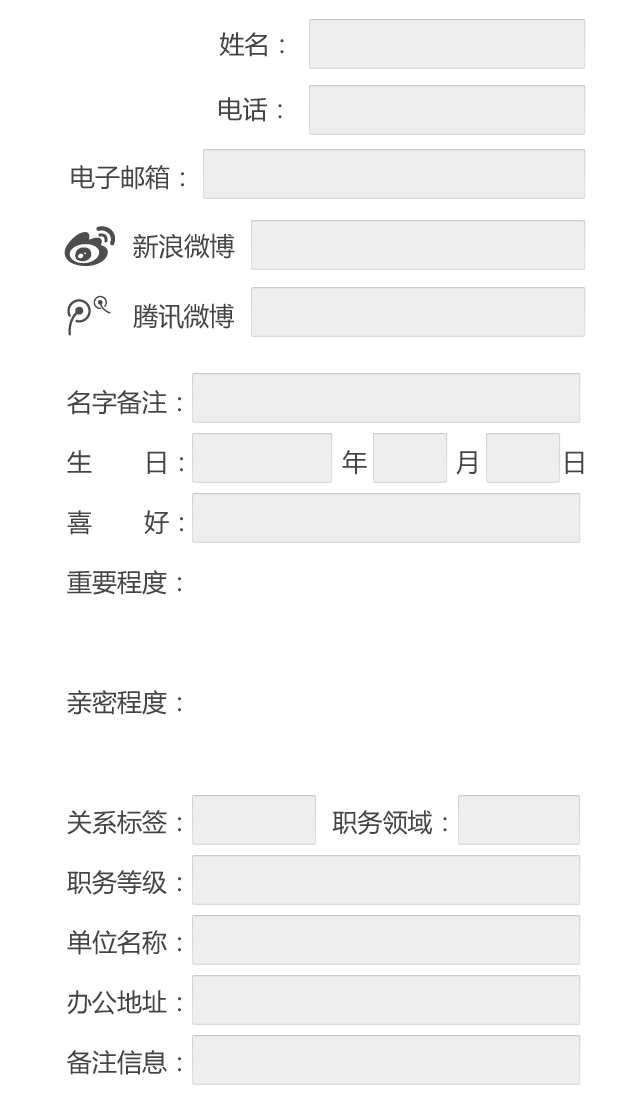 姓名：
电话：
电子邮箱：
新浪微博
腾讯微博
名字备注：
生 日： 年 月 日
喜 好：
重要程度：
亲密程度：
关系标签： 职务领域：
职务等级：
单位名称：
办公地址：
备注信息：